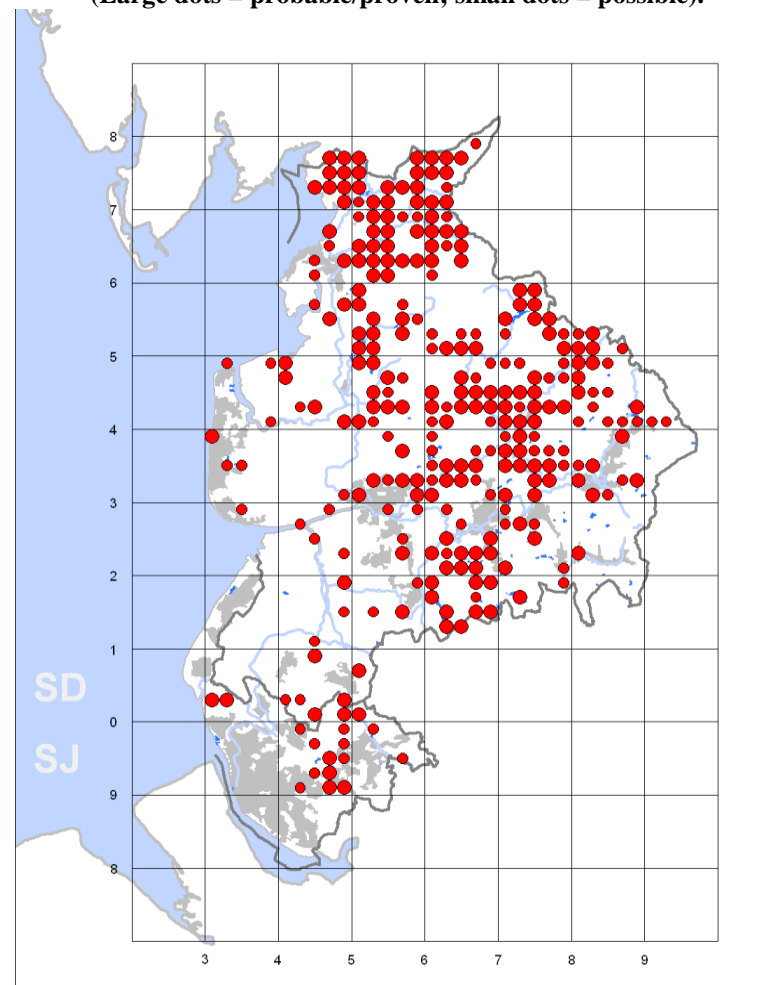 (Large dots = probable/proven; small dots = possible).
8
7
6
5
4
3
2
1
SD
0
SJ
9
8
3 4 5 6 7 8 9